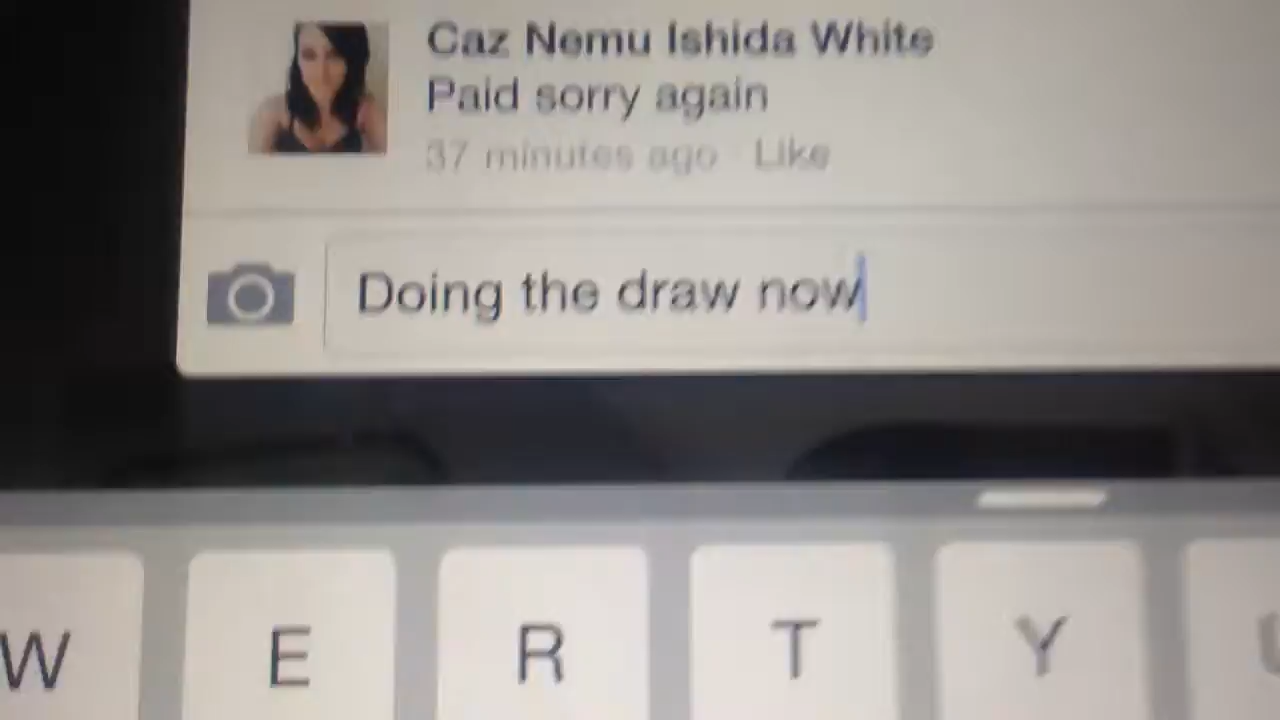 Caz Nemu Ishida White
Paid sorry again
37 minutes ago · Like
Doing the draw now
W E R T Y U